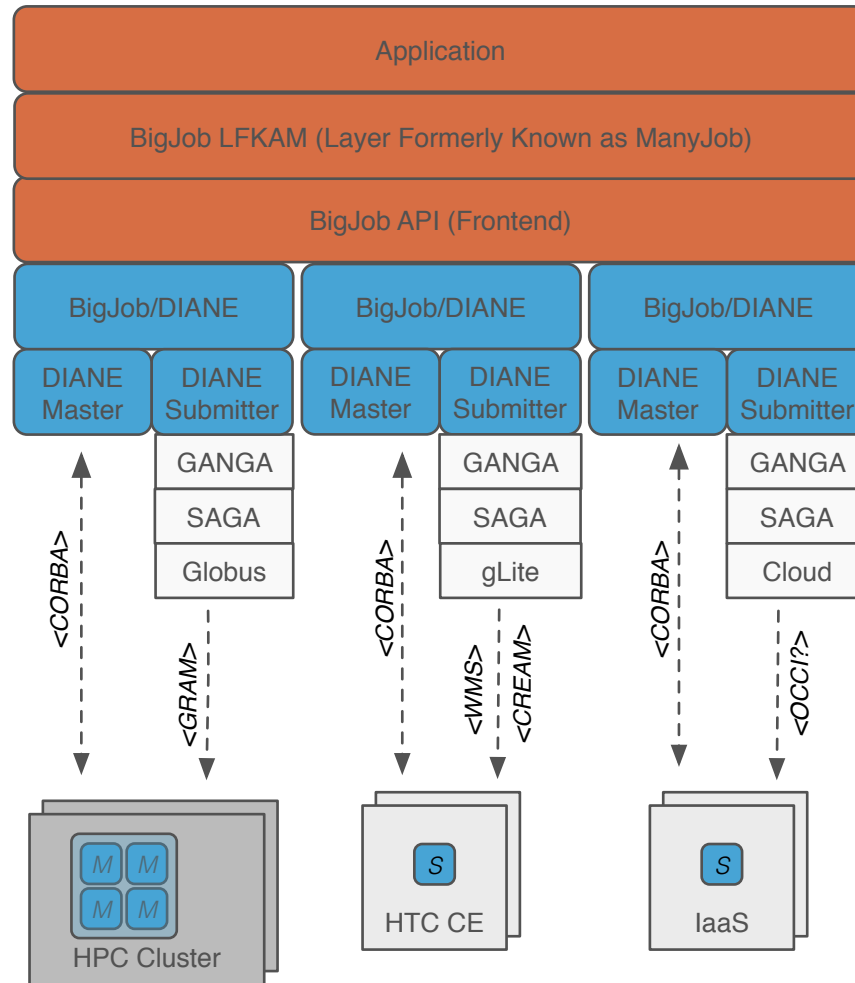 Application
BigJob LFKAM (Layer Formerly Known as ManyJob)
BigJob API (Frontend)
BigJob/DIANE
BigJob/DIANE
BigJob/DIANE
DIANE
Master
DIANE
Submitter
DIANE
Master
DIANE
Submitter
DIANE
Master
DIANE
Submitter
GANGA
GANGA
GANGA
SAGA
SAGA
SAGA
Globus
gLite
Cloud
<CORBA>
<GRAM>
<CORBA>
<WMS>
<CREAM>
<CORBA>
<OCCI?>
M M
M M
HPC Cluster
S
HTC CE
S
IaaS